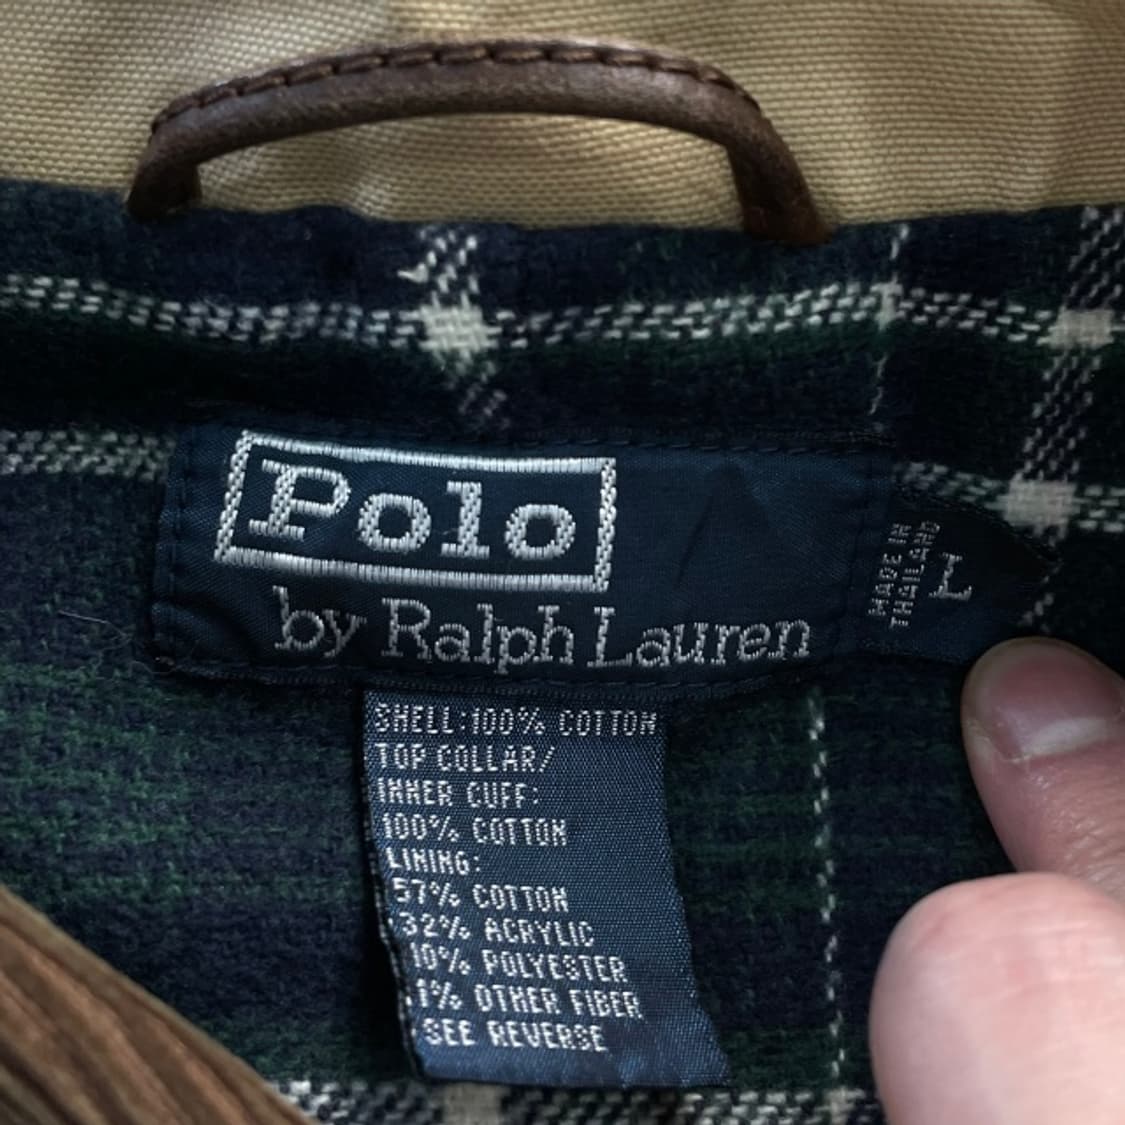 Polo
by Ralph Lauren
MADE IN
THAILAND
L
SHELL:100% COTTON
TOP COLLAR/
INNER CUFF:
100% COTTON
LINING:
57% COTTON
32% ACRYLIC
10% POLYESTER
1% OTHER FIBER
SEE REVERSE